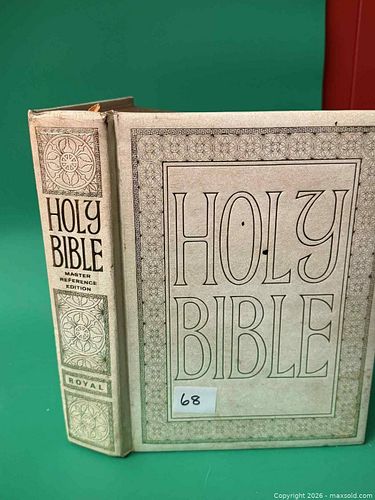 HOLY
BIBLE
MASTER
REFERENCE
EDITION
ROYAL
HOLY
BIBLE
68
Copyright 2026 - maxsold.com